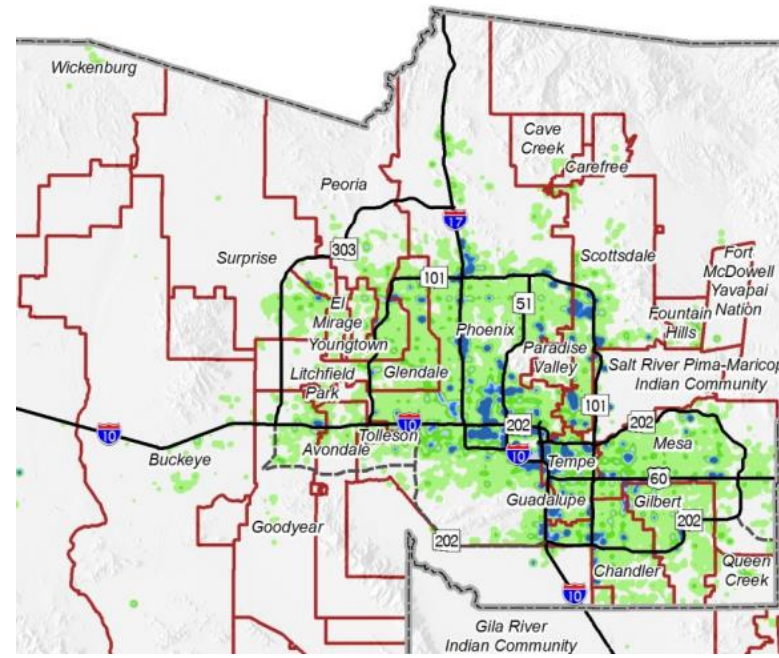 Wickenburg
Cave
Creek
Carefree
Peoria
17
Surprise
303
Scottsdale
Fort
McDowell
Yavapai
Nation
101
51
El
Mirage
Youngtown
Phoenix
Fountain
Hills
Paradise
Valley
Litchfield
Park
Glendale
Salt River Pima-Maricop
Indian Community
101
10
10
202
202
Tolleson
Mesa
Buckeye
Avondale
10
Tempe
60
Goodyear
Guadalupe
Gilbert
202
202
Chandler
Queen
Creek
10
Gila River
Indian Community